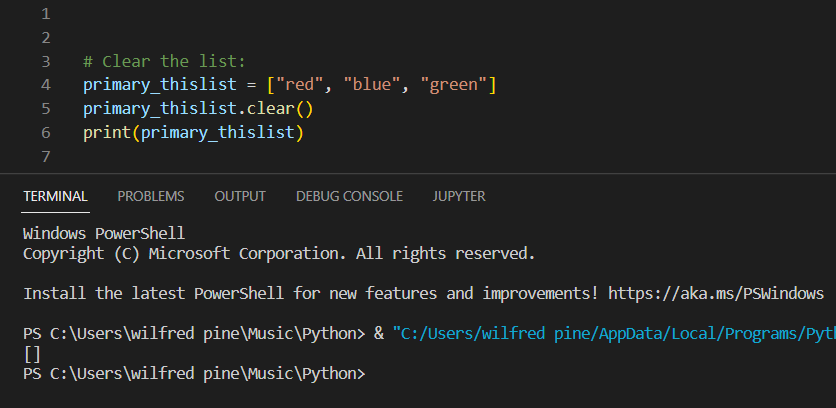 1
2
3 # Clear the list:
4 primary_thislist = ["red", "blue", "green"]
5 primary_thislist.clear()
6 print(primary_thislist)
7
TERMINAL PROBLEMS OUTPUT DEBUG CONSOLE JUPYTER
Windows PowerShell
Copyright (C) Microsoft Corporation. All rights reserved.
Install the latest PowerShell for new features and improvements! https://aka.ms/PSWindows
PS C:\Users\wilfred pine\Music\Python> & "C:/Users/wilfred pine/AppData/Local/Programs/Pyth
[]
PS C:\Users\wilfred pine\Music\Python>